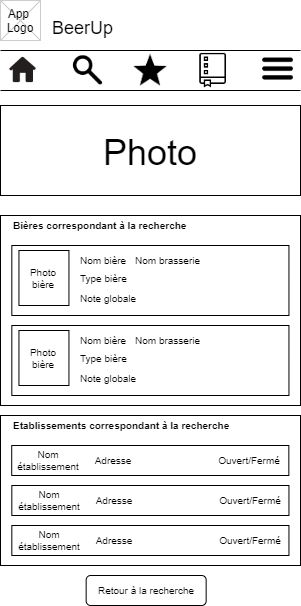 App
Logo
BeerUp
Photo
Bières correspondant à la recherche
Photo
bière
Nom bière Nom brasserie
Type bière
Note globale
Photo
bière
Nom bière Nom brasserie
Type bière
Note globale
Etablissements correspondant à la recherche
Nom
établissement
Adresse
Ouvert/Fermé
Nom
établissement
Adresse
Ouvert/Fermé
Nom
établissement
Adresse
Ouvert/Fermé
Retour à la recherche